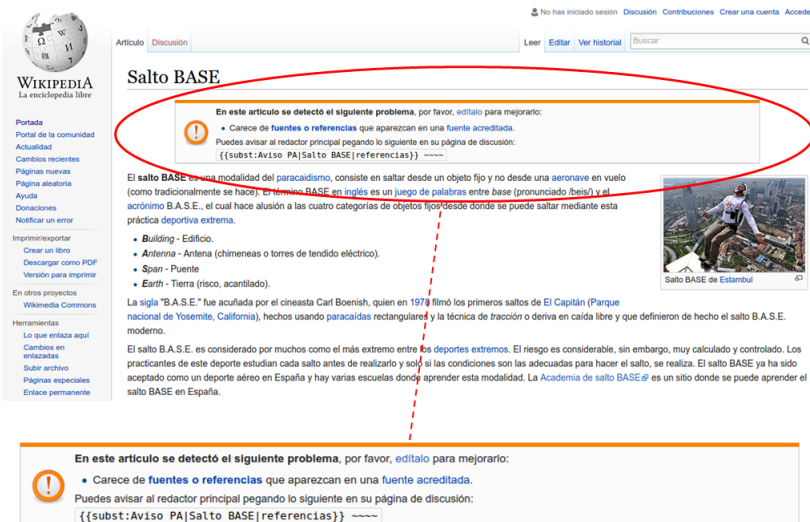 No has iniciado sesión Discusión Contribuciones Crear una cuenta Accede
Artículo Discusión Leer Editar Ver historial Buscar
WIKIPEDIA
La enciclopedia libre
Portada
Portal de la comunidad
Actualidad
Cambios recientes
Páginas nuevas
Página aleatoria
Ayuda
Donaciones
Notificar un error
Imprimir/exportar
Crear un libro
Descargar como PDF
Versión para imprimir
En otros proyectos
Wikimedia Commons
Herramientas
Lo que enlaza aquí
Cambios en
enlazadas
Subir archivo
Páginas especiales
Enlace permanente
Salto BASE
En este artículo se detectó el siguiente problema, por favor, edítalo para mejorarlo:
• Carece de fuentes o referencias que aparezcan en una fuente acreditada.
Puedes avisar al redactor principal pegando lo siguiente en su página de discusión:
{{subst:Aviso PA|Salto BASE|referencias}} ~~~~
El salto BASE es una modalidad del paracaidismo, consiste en saltar desde un objeto fijo y no desde una aeronave en vuelo
(como tradicionalmente se hace). El término BASE en inglés es un juego de palabras entre base (pronunciado /beis/) y el
acrónimo B.A.S.E., el cual hace alusión a las cuatro categorías de objetos fijos desde donde se puede saltar mediante esta
práctica deportiva extrema.
• Building - Edificio.
• Antenna - Antena (chimeneas o torres de tendido eléctrico).
• Span - Puente
• Earth - Tierra (risco, acantilado).
Salto BASE de Estambul
La sigla "B.A.S.E." fue acuñada por el cineasta Carl Boenish, quien en 1978 filmó los primeros saltos de El Capitán (Parque
nacional de Yosemite, California), hechos usando paracaídas rectangulares y la técnica de tracción o deriva en caída libre y que definieron de hecho el salto B.A.S.E.
moderno.
El salto B.A.S.E. es considerado por muchos como el más extremo entre los deportes extremos. El riesgo es considerable, sin embargo, muy calculado y controlado. Los
practicantes de este deporte estudian cada salto antes de realizarlo y solo si las condiciones son las adecuadas para hacer el salto, se realiza. El salto BASE ya ha sido
aceptado como un deporte aéreo en España y hay varias escuelas donde aprender esta modalidad. La Academia de salto BASE es un sitio donde se puede aprender el
salto BASE en España.
En este artículo se detectó el siguiente problema, por favor, edítalo para mejorarlo:
• Carece de fuentes o referencias que aparezcan en una fuente acreditada.
Puedes avisar al redactor principal pegando lo siguiente en su página de discusión:
{{subst:Aviso PA|Salto BASE|referencias}} ~~~~